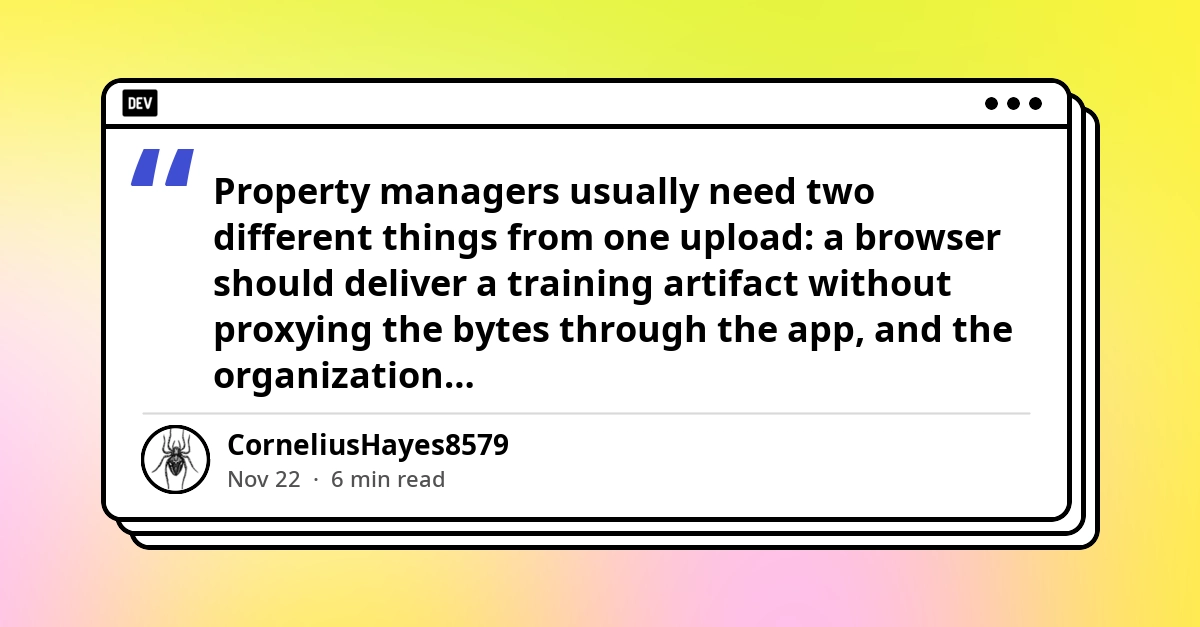 DEV
“
Property managers usually need two
different things from one upload: a browser
should deliver a training artifact without
proxying the bytes through the app, and the
organization...
CorneliusHayes8579
Nov 22 · 6 min read